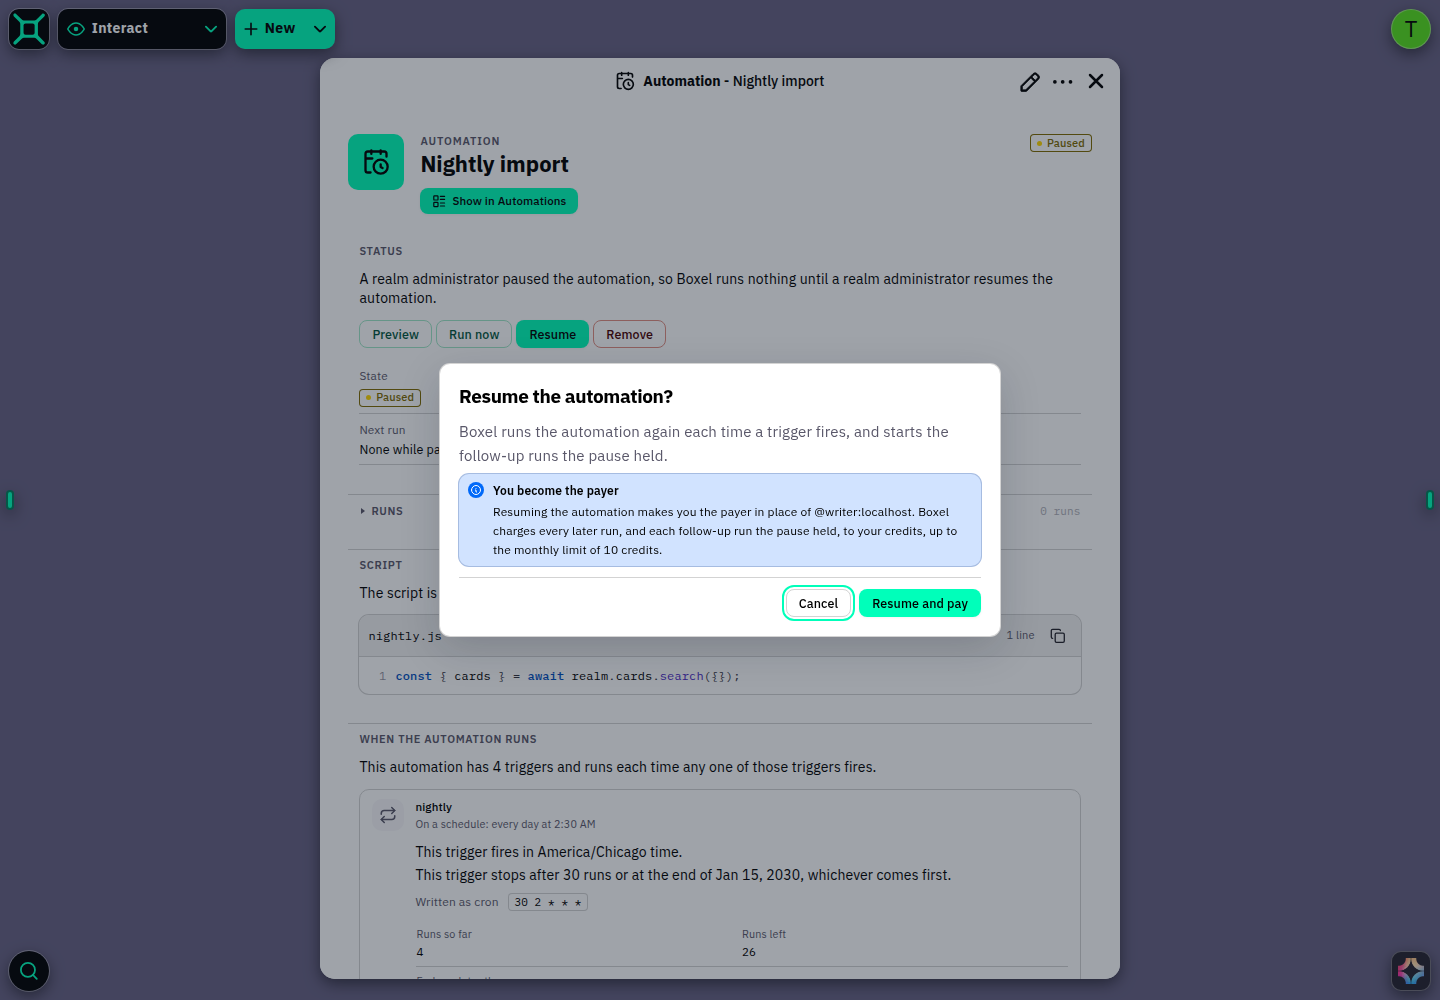 Interact
New
T
Automation - Nightly import
AUTOMATION
Nightly import
Paused
Show in Automations
STATUS
A realm administrator paused the automation, so Boxel runs nothing until a realm administrator resumes the
automation.
Preview
Run now
Resume
Remove
State
Paused
Next run
None while
Resume the automation?
Boxel runs the automation again each time a trigger fires, and starts the
follow-up runs the pause held.
You become the payer
Resuming the automation makes you the payer in place of @writer:localhost. Boxel
charges every later run, and each follow-up run the pause held, to your credits, up to
the monthly limit of 10 credits.
Cancel
Resume and pay
RUNS
0 runs
SCRIPT
The script is
nightly.js
1 line
1 const { cards } = await realm.cards.search({});
WHEN THE AUTOMATION RUNS
This automation has 4 triggers and runs each time any one of those triggers fires.
nightly
On a schedule: every day at 2:30 AM
This trigger fires in America/Chicago time.
This trigger stops after 30 runs or at the end of Jan 15, 2030, whichever comes first.
Written as cron 30 2 * * *
Runs so far
4
Runs left
26